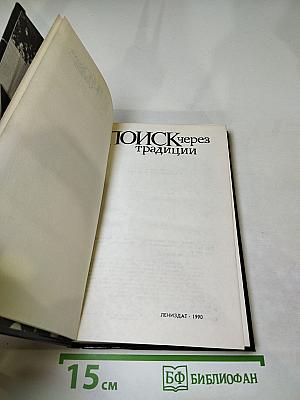 ПОИСК через
традиции
ЛЕНИЗДАТ · 1990
15 см
БФ БИБЛИОФАН